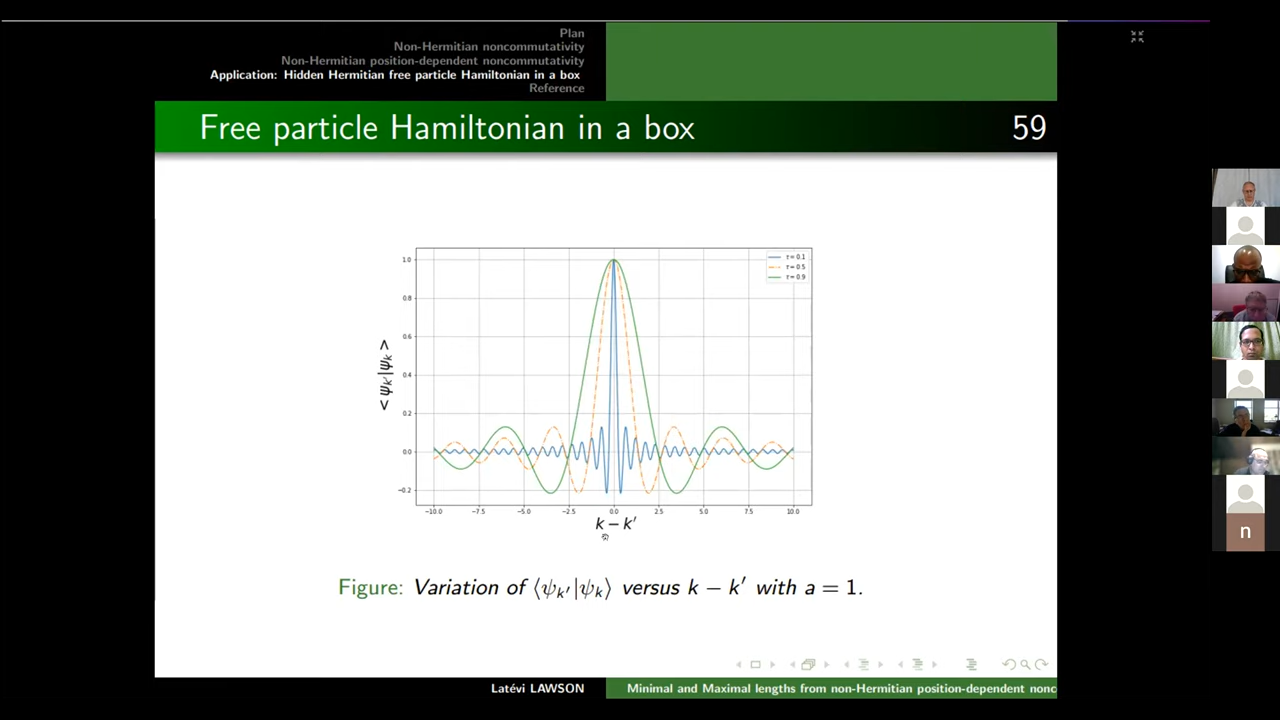 Plan
Non-Hermitian noncommutativity
Non-Hermitian position-dependent noncommutativity
Application: Hidden Hermitian free particle Hamiltonian in a box
Reference
Free particle Hamiltonian in a box
59
τ = 0.1
τ = 0.5
τ = 0.9
1.0
0.8
0.6
0.4
0.2
0.0
−0.2
< ψk′|ψk >
−10.0 −7.5 −5.0 −2.5 0.0 2.5 5.0 7.5 10.0
k − k′
Figure: Variation of ⟨ψk′|ψk⟩ versus k − k′ with a = 1.
Latévi LAWSON
Minimal and Maximal lengths from non-Hermitian position-dependent nonc
n